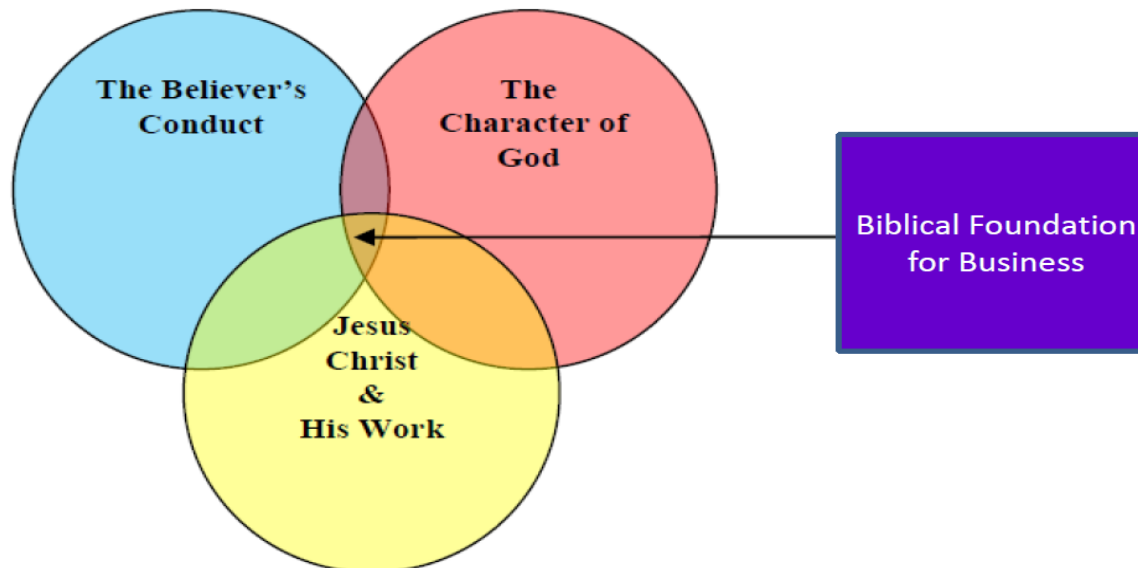 The Believer’s
Conduct
The
Character of
God
Biblical Foundation
for Business
Jesus
Christ
&
His Work